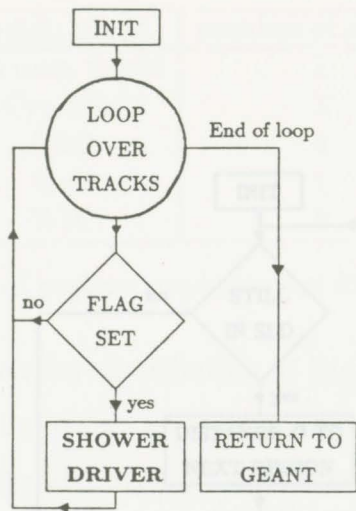 INIT
LOOP
OVER
TRACKS
End of loop
no
FLAG
SET
yes
SHOWER
DRIVER
RETURN TO
GEANT